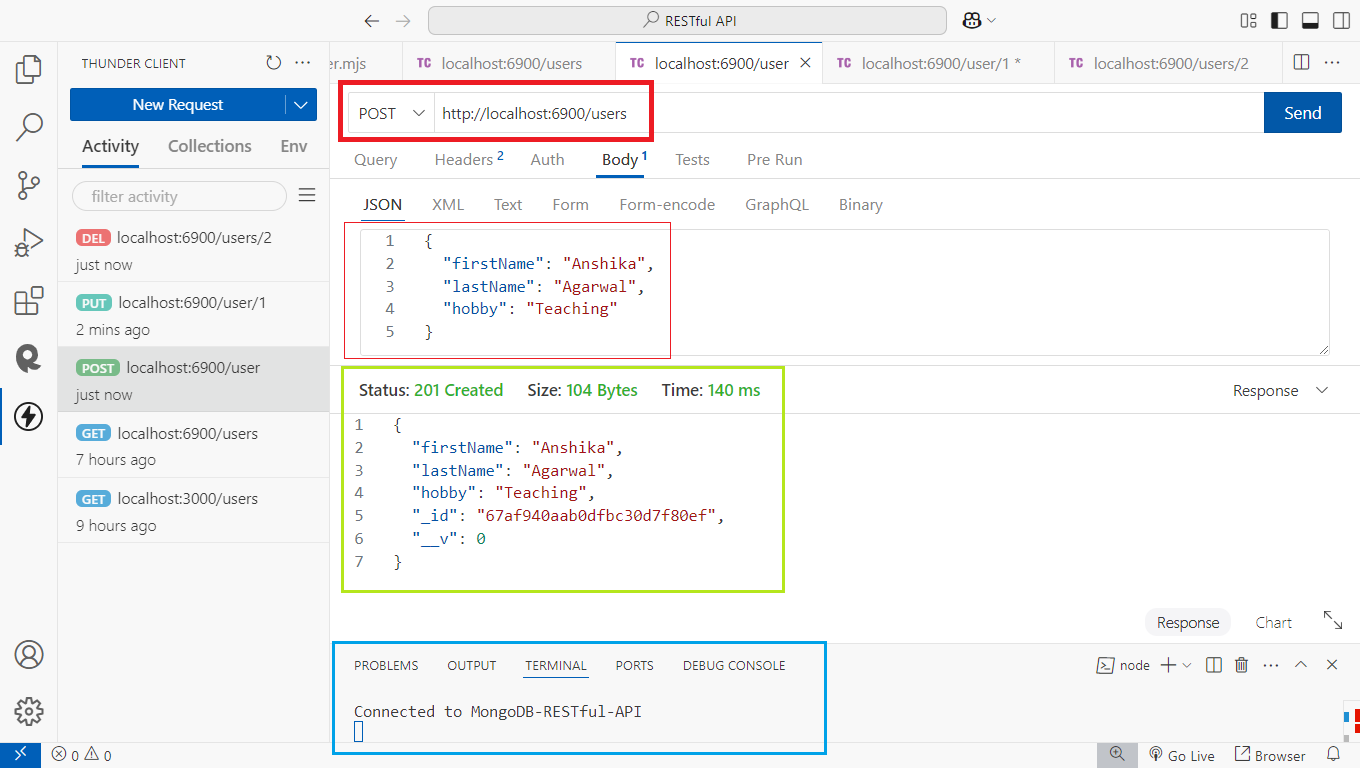 RESTful API
THUNDER CLIENT
er.mjs
TC localhost:6900/users
TC localhost:6900/user
TC localhost:6900/user/1 *
TC localhost:6900/users/2
New Request
POST http://localhost:6900/users Send
Activity Collections Env
Query Headers 2 Auth Body 1 Tests Pre Run
filter activity
JSON XML Text Form Form-encode GraphQL Binary
DEL localhost:6900/users/2
just now
PUT localhost:6900/user/1
2 mins ago
POST localhost:6900/user
just now
GET localhost:6900/users
7 hours ago
GET localhost:3000/users
9 hours ago
1 {
2 "firstName": "Anshika",
3 "lastName": "Agarwal",
4 "hobby": "Teaching"
5 }
Status: 201 Created Size: 104 Bytes Time: 140 ms Response
1 {
2 "firstName": "Anshika",
3 "lastName": "Agarwal",
4 "hobby": "Teaching",
5 "_id": "67af940aab0dfbc30d7f80ef",
6 "__v": 0
7 }
Response Chart
PROBLEMS OUTPUT TERMINAL PORTS DEBUG CONSOLE node
Connected to MongoDB-RESTful-API
0 0 Go Live Browser